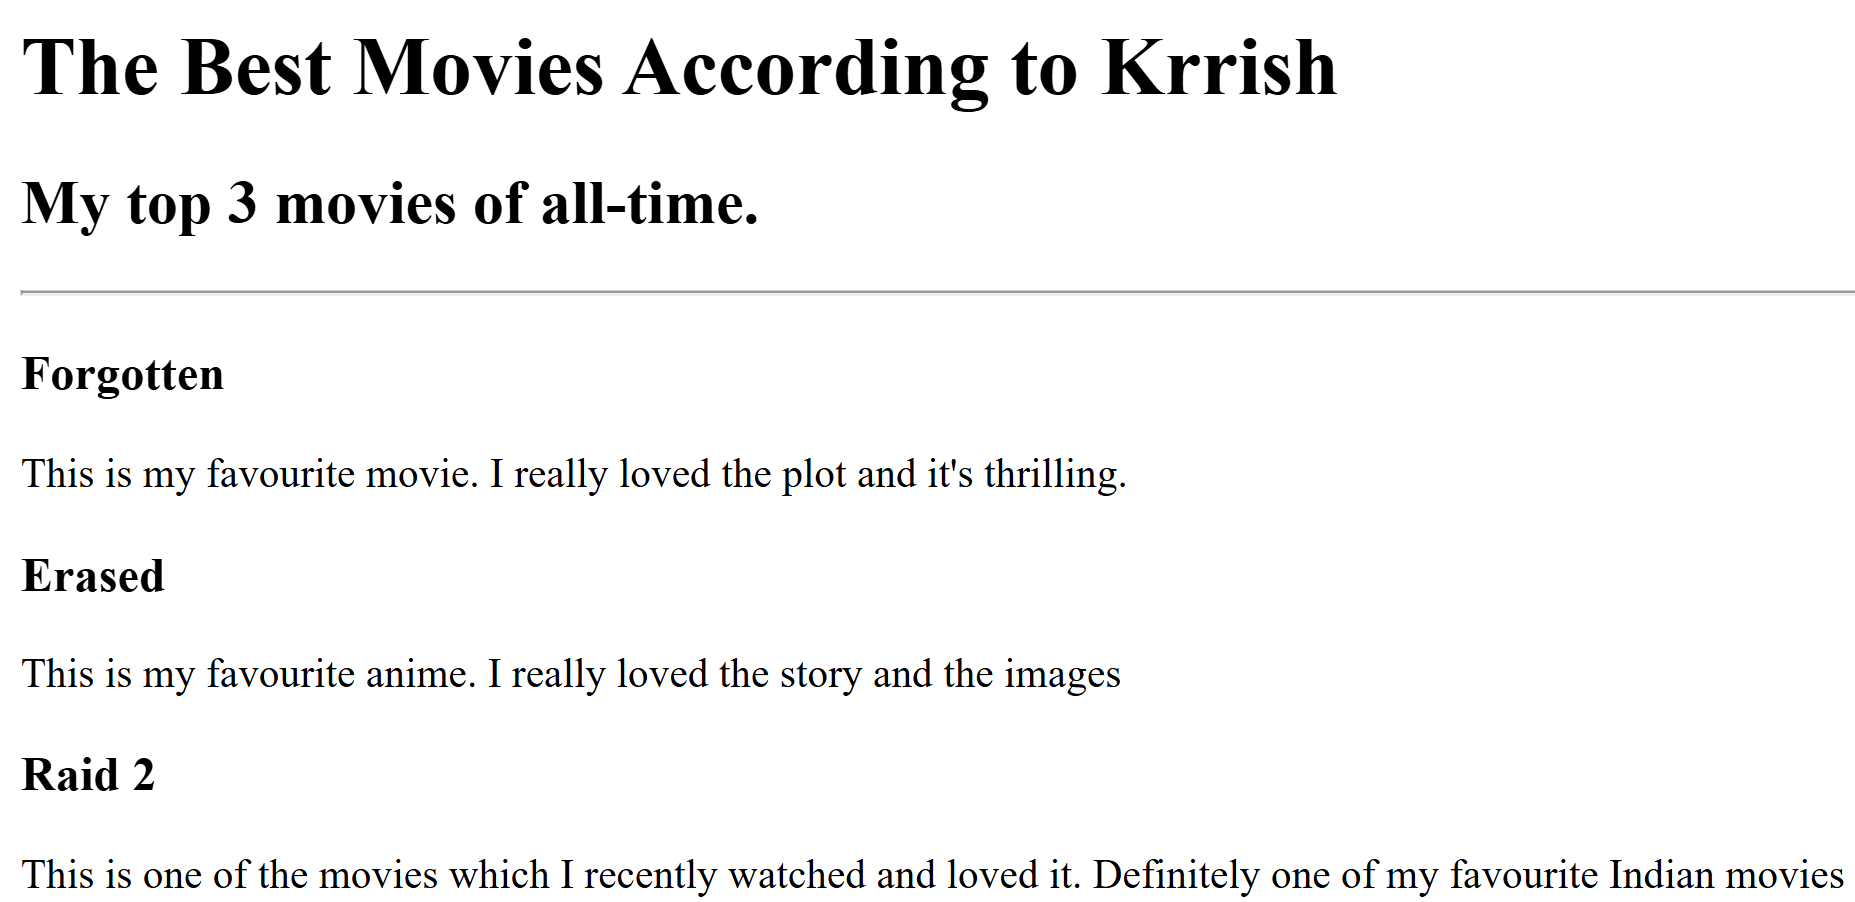 The Best Movies According to Krrish
My top 3 movies of all-time.
Forgotten
This is my favourite movie. I really loved the plot and it's thrilling.
Erased
This is my favourite anime. I really loved the story and the images
Raid 2
This is one of the movies which I recently watched and loved it. Definitely one of my favourite Indian movies